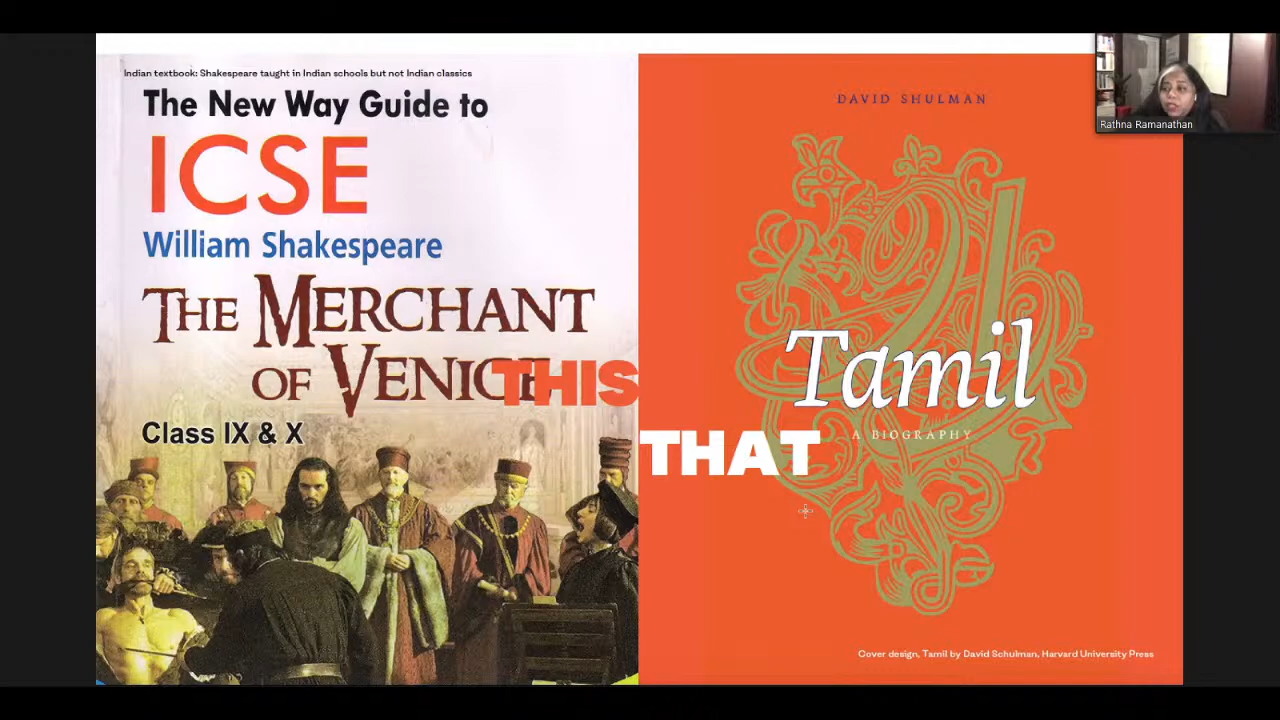 Indian textbook: Shakespeare taught in Indian schools but not Indian classics
The New Way Guide to
ICSE
William Shakespeare
THE MERCHANT
OF VENICE
Class IX & X
THIS
DAVID SHULMAN
Tamil
A BIOGRAPHY
THAT
Cover design, Tamil by David Schulman, Harvard University Press
Rathna Ramanathan